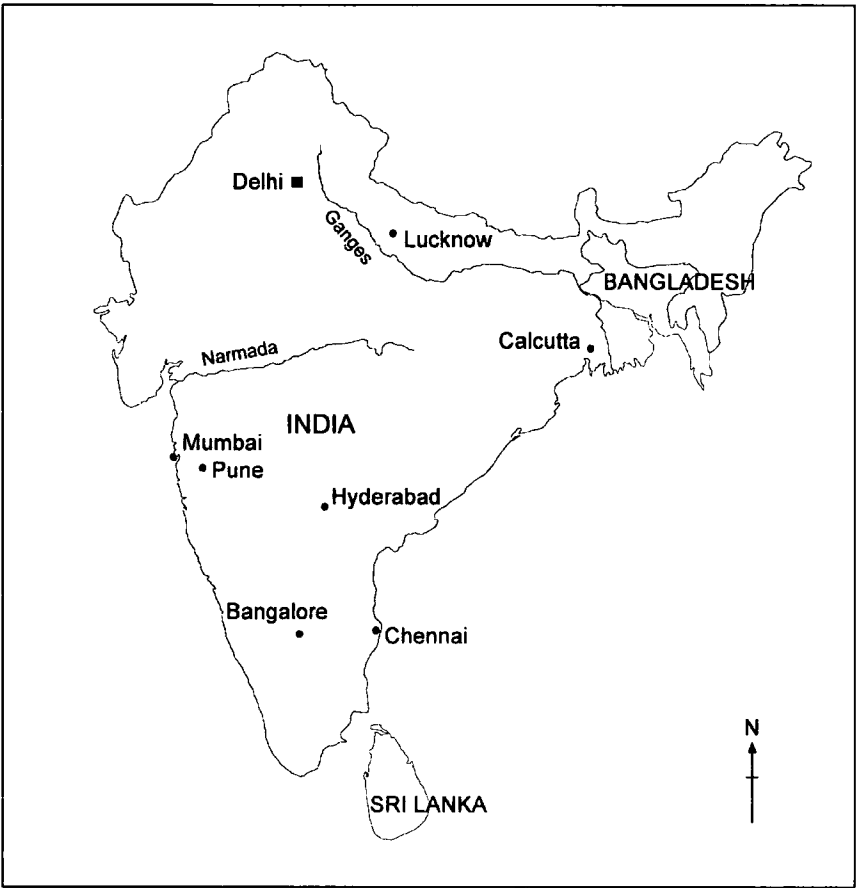 Delhi
Ganges
Lucknow
BANGLADESH
Calcutta
Narmada
INDIA
Mumbai
Pune
Hyderabad
Bangalore
Chennai
N
SRI LANKA